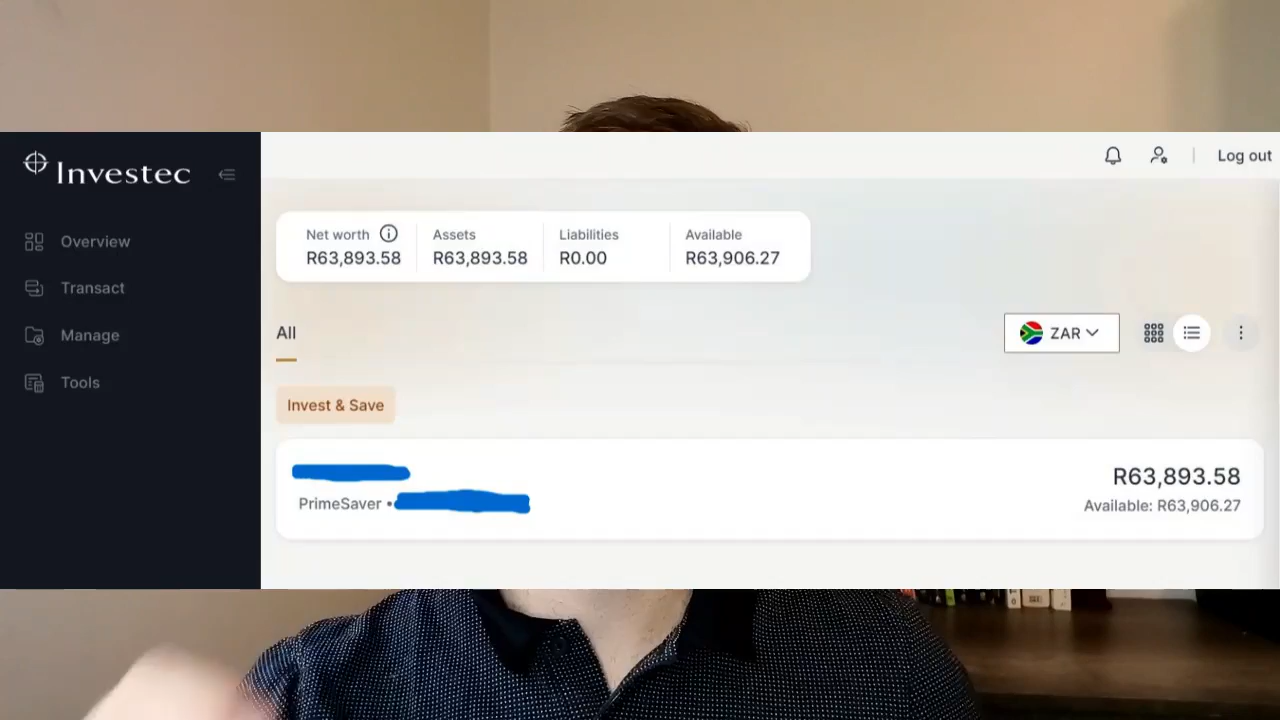 Investec
Log out
Overview
Transact
Manage
Tools
Net worth Assets Liabilities Available
R63,893.58 R63,893.58 R0.00 R63,906.27
All
ZAR
Invest & Save
R63,893.58
PrimeSaver •
Available: R63,906.27